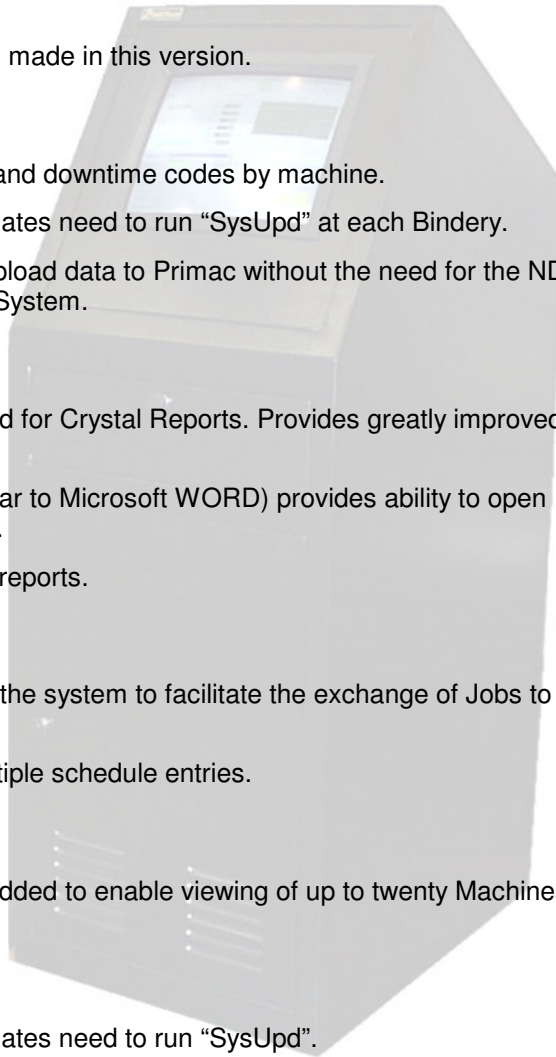 made in this version.
and downtime codes by machine.
ates need to run “SysUpd” at each Bindery.
pload data to Primac without the need for the ND
System.
d for Crystal Reports. Provides greatly improved
ar to Microsoft WORD) provides ability to open
.
reports.
the system to facilitate the exchange of Jobs to
tiple schedule entries.
dded to enable viewing of up to twenty Machine
ates need to run “SysUpd”.